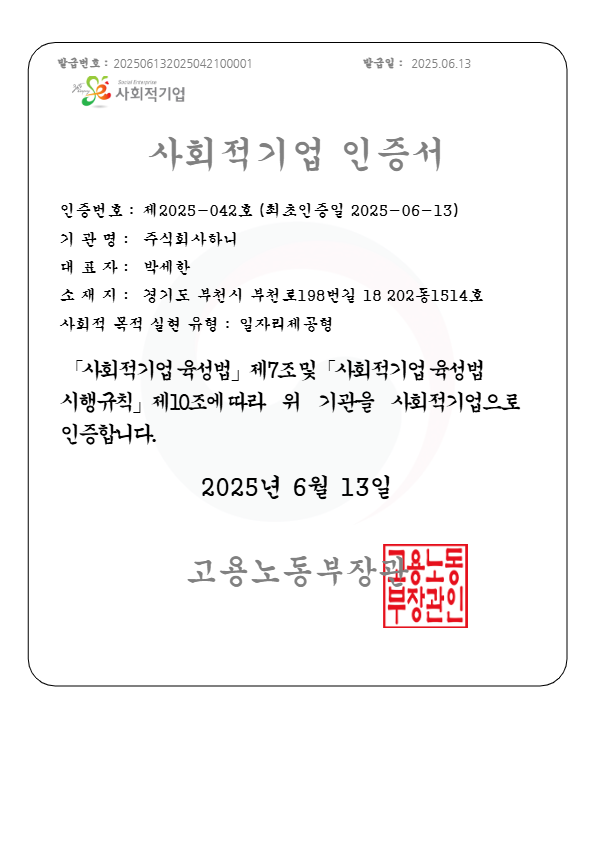 발급번호 : 202506132025042100001 발급일 : 2025.06.13
Social Enterprise
사회적기업
사회적기업 인증서
인증번호 : 제2025-042호 (최초인증일 2025-06-13)
기 관 명 : 주식회사하니
대 표 자 : 박세한
소 재 지 : 경기도 부천시 부천로198번길 18 202동1514호
사회적 목적 실현 유형 : 일자리제공형
「사회적기업 육성법」제7조 및「사회적기업 육성법
시행규칙」제10조에 따라 위 기관을 사회적기업으로
인증합니다.
2025년 6월 13일
고용노동부장관
고용노동
부장관인